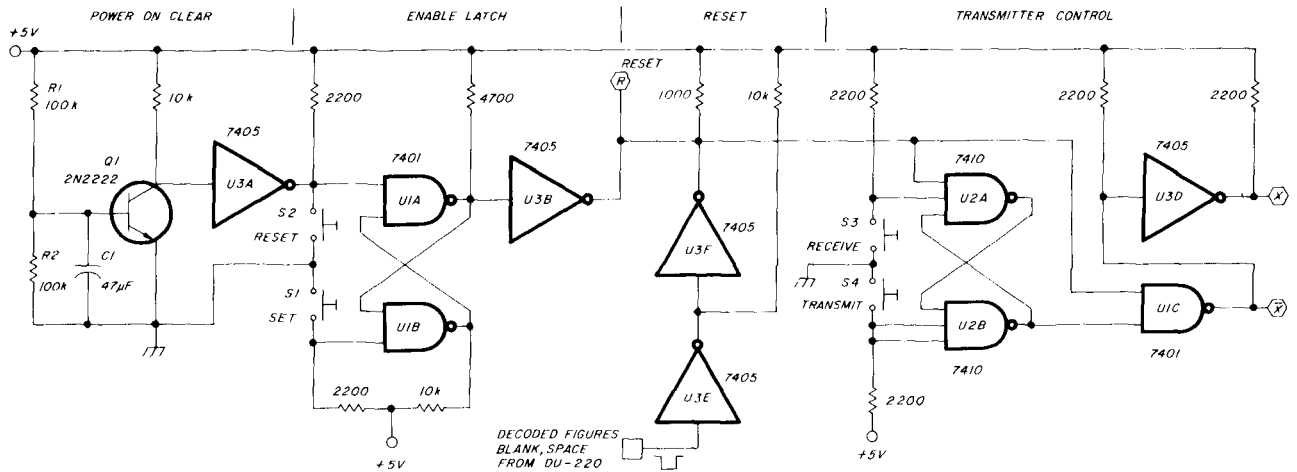 POWER ON CLEAR
ENABLE LATCH
RESET
TRANSMITTER CONTROL
+5V
R1
100k
10k
2200
4700
RESET
R
1000
10k
2200
2200
2200
7405
U3A
Q1
2N2222
7401
U1A
7405
U3B
7410
U2A
7405
U3D
X
S2
RESET
7405
U3F
S3
RECEIVE
R2
100k
C1
47µF
S1
SET
U1B
S4
TRANSMIT
U2B
U1C
X̅
7401
7410
7401
7405
U3E
2200
10k
2200
+5V
DECODED FIGURES
BLANK, SPACE
FROM DU-220
+5V